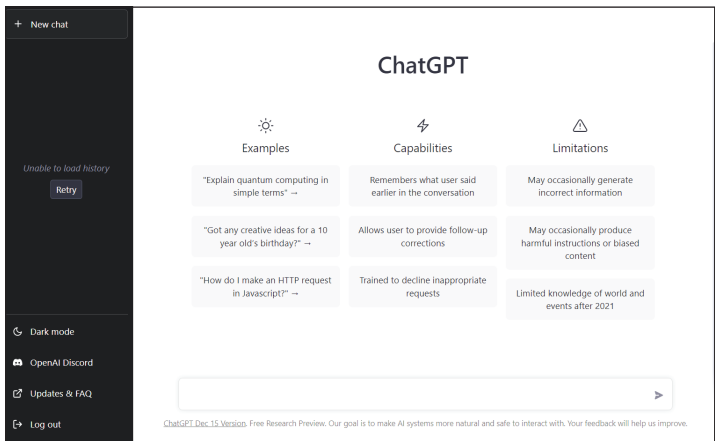 New chat
Unable to load history
Retry
Dark mode
OpenAI Discord
Updates & FAQ
Log out
ChatGPT
Examples
"Explain quantum computing in
simple terms" →
"Got any creative ideas for a 10
year old's birthday?" →
"How do I make an HTTP request
in Javascript?" →
Capabilities
Remembers what user said
earlier in the conversation
Allows user to provide follow-up
corrections
Trained to decline inappropriate
requests
Limitations
May occasionally generate
incorrect information
May occasionally produce
harmful instructions or biased
content
Limited knowledge of world and
events after 2021
ChatGPT Dec 15 Version. Free Research Preview. Our goal is to make AI systems more natural and safe to interact with. Your feedback will help us improve.